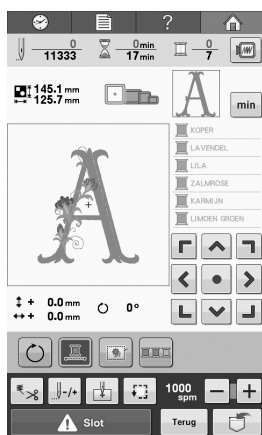 ?
0
11333
0min
17min
0
7
145.1 mm
125.7 mm
min
KOPER
LAVENDEL
LILA
ZALMROSE
KARMIJN
LIMOEN GROEN
+ 0.0 mm
+ 0.0 mm
0°
-/+
1000
spm
− +
Slot
Terug